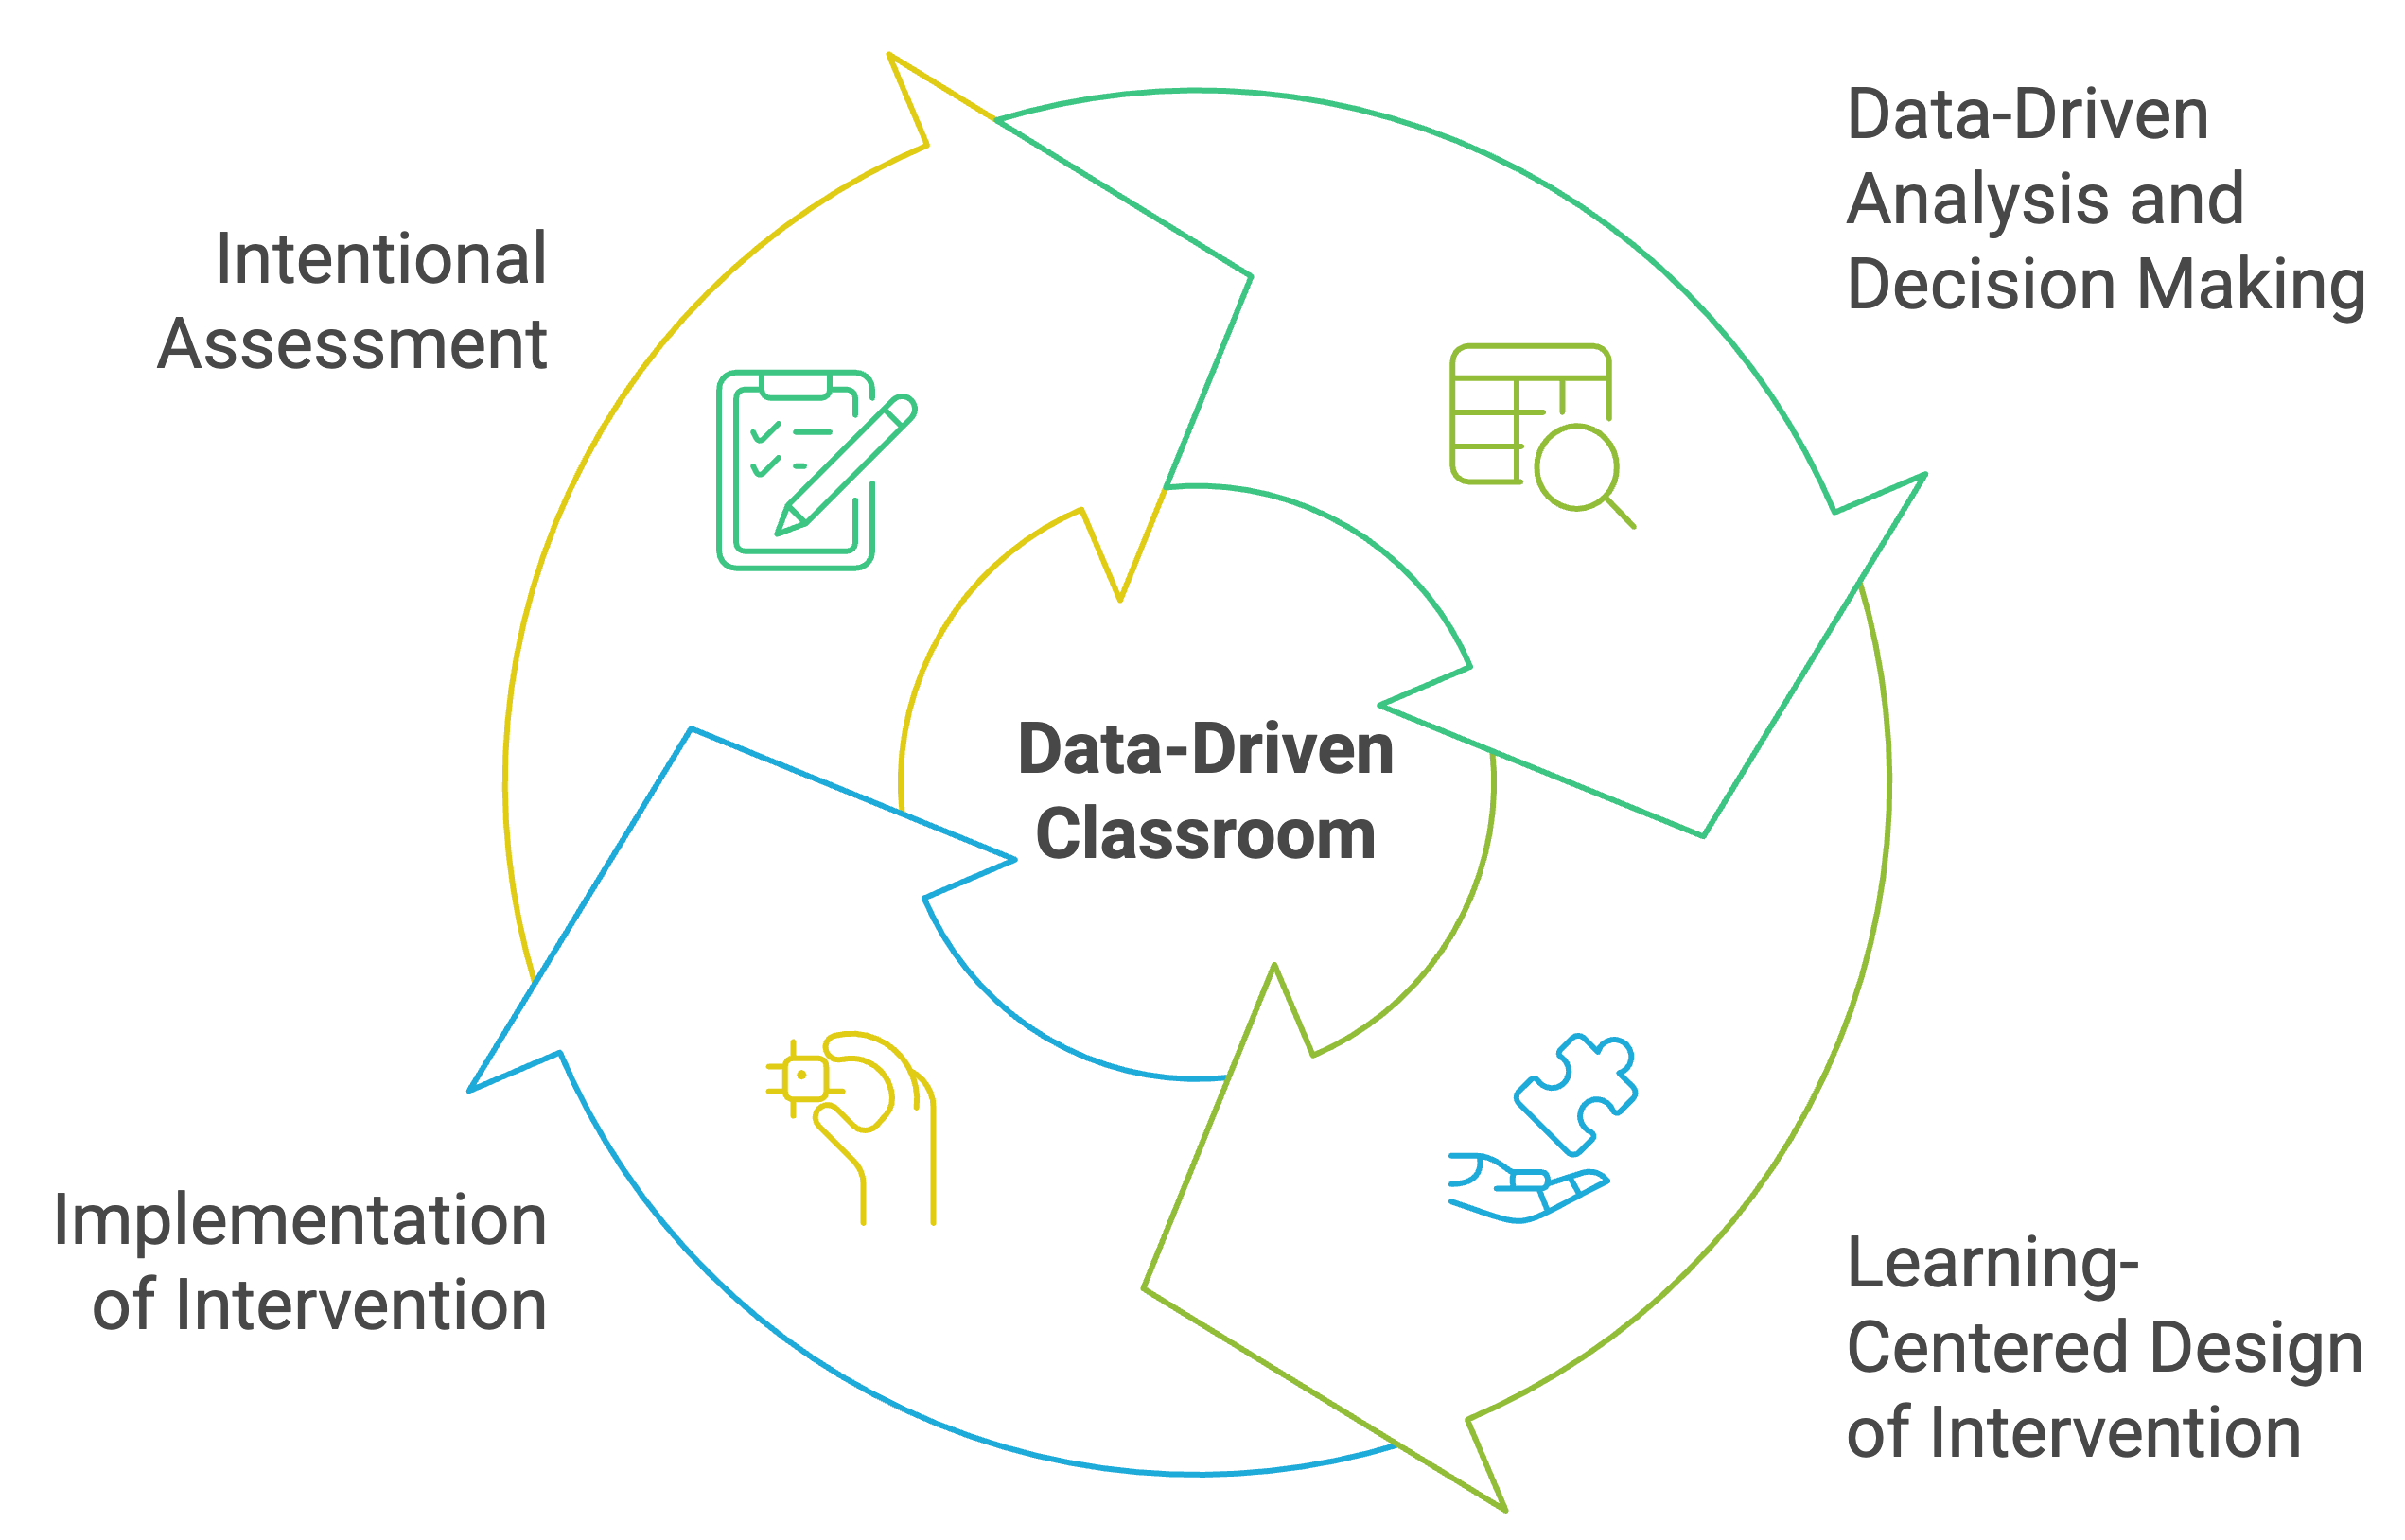 Intentional
Assessment
Data-Driven
Analysis and
Decision Making
Data-Driven
Classroom
Implementation
of Intervention
Learning-
Centered Design
of Intervention